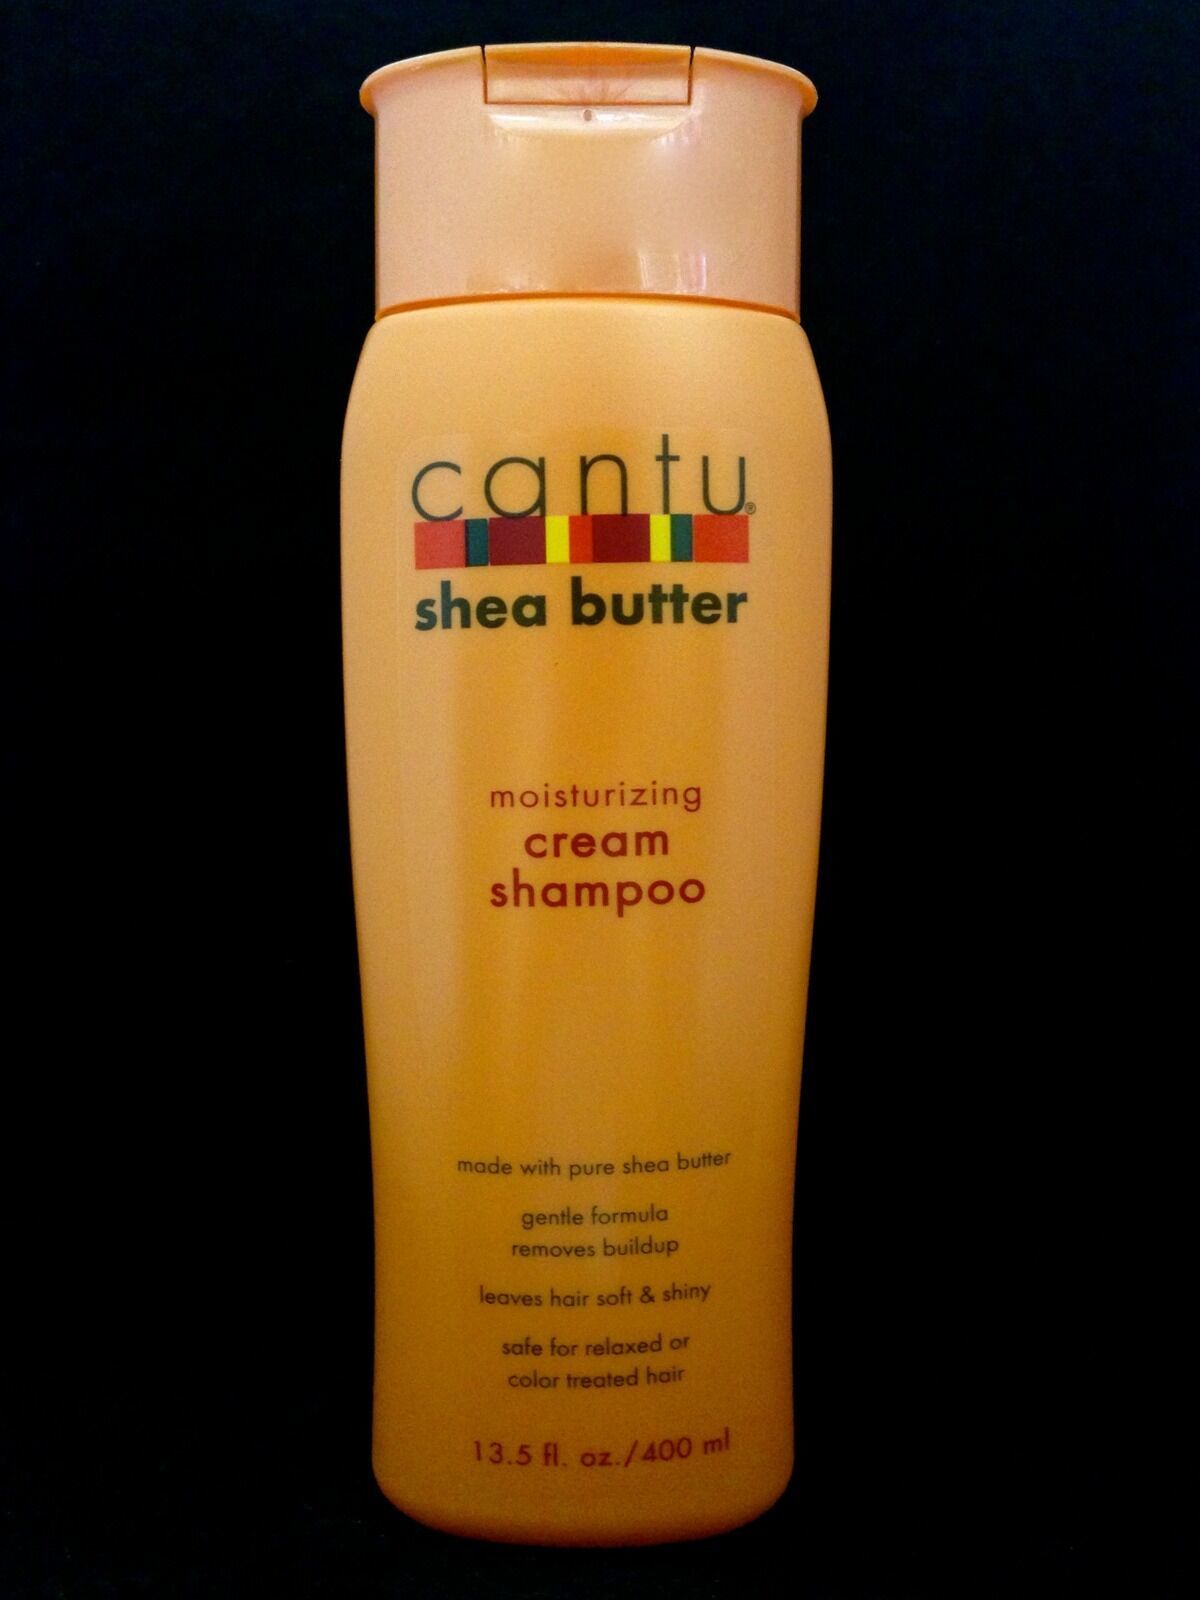 cantu®
shea butter
moisturizing
cream
shampoo
made with pure shea butter
gentle formula
removes buildup
leaves hair soft & shiny
safe for relaxed or
color treated hair
13.5 fl. oz./400 ml